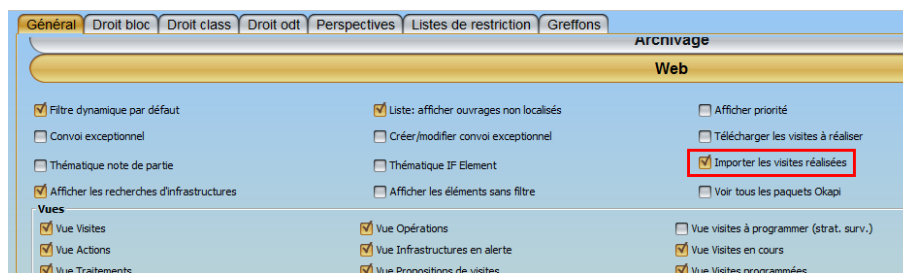 Général Droit bloc Droit class Droit odt Perspectives Listes de restriction Greffons
Archivage
Web
Filtre dynamique par défaut Liste: afficher ouvrages non localisés Afficher priorité
Convoi exceptionnel Créer/modifier convoi exceptionnel Télécharger les visites à réaliser
Thématique note de partie Thématique IF Element Importer les visites réalisées
Afficher les recherches d'infrastructures Afficher les éléments sans filtre Voir tous les paquets Okapi
Vues
Vue Visites Vue Opérations Vue visites à programmer (strat. surv.)
Vue Actions Vue Infrastructures en alerte Vue Visites en cours
Vue Traitements Vue Propositions de visites Vue Visites programmées